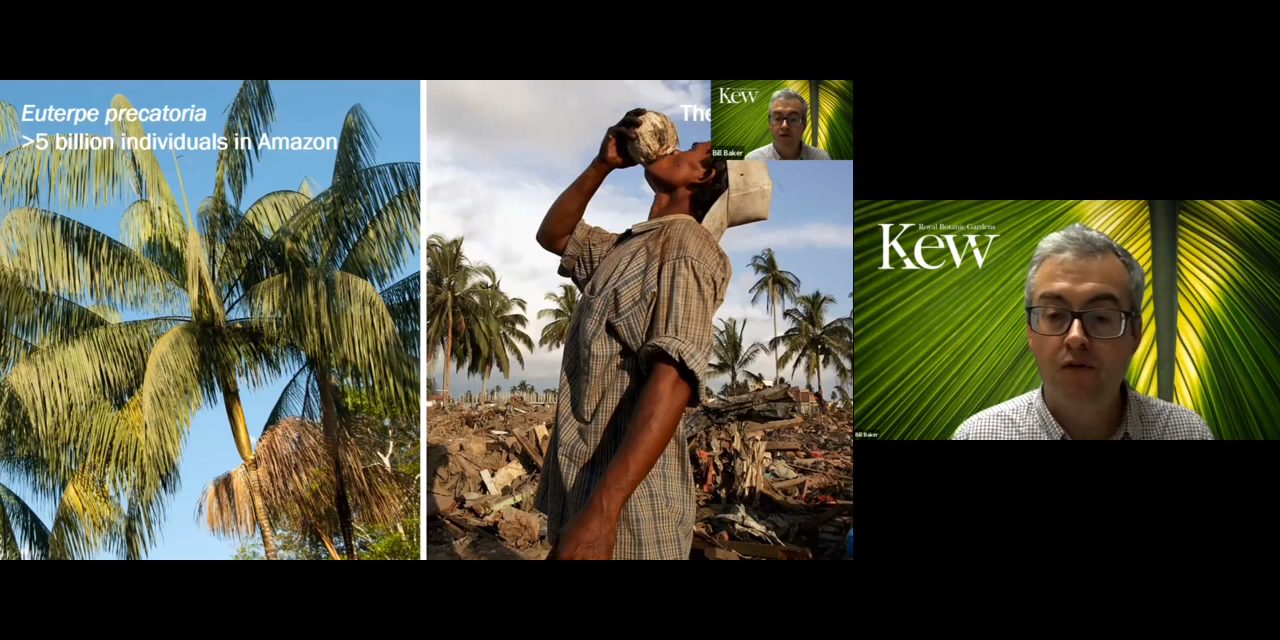 Euterpe precatoria
>5 billion individuals in Amazon
The
Kew
Bill Baker
Royal Botanic Gardens
Kew
Bill Baker